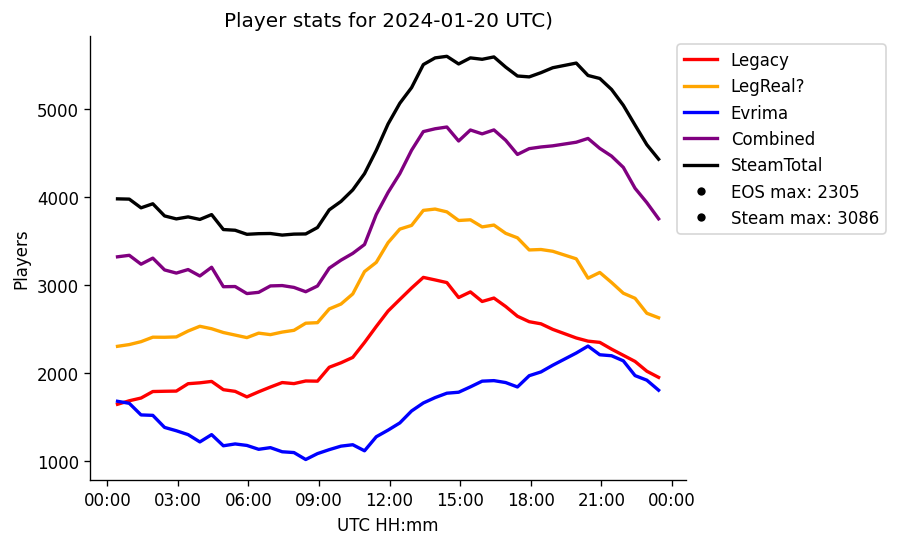 Player stats for 2024-01-20 UTC)
Players
5000
4000
3000
2000
1000
00:00 03:00 06:00 09:00 12:00 15:00 18:00 21:00 00:00
UTC HH:mm
Legacy
LegReal?
Evrima
Combined
SteamTotal
EOS max: 2305
Steam max: 3086